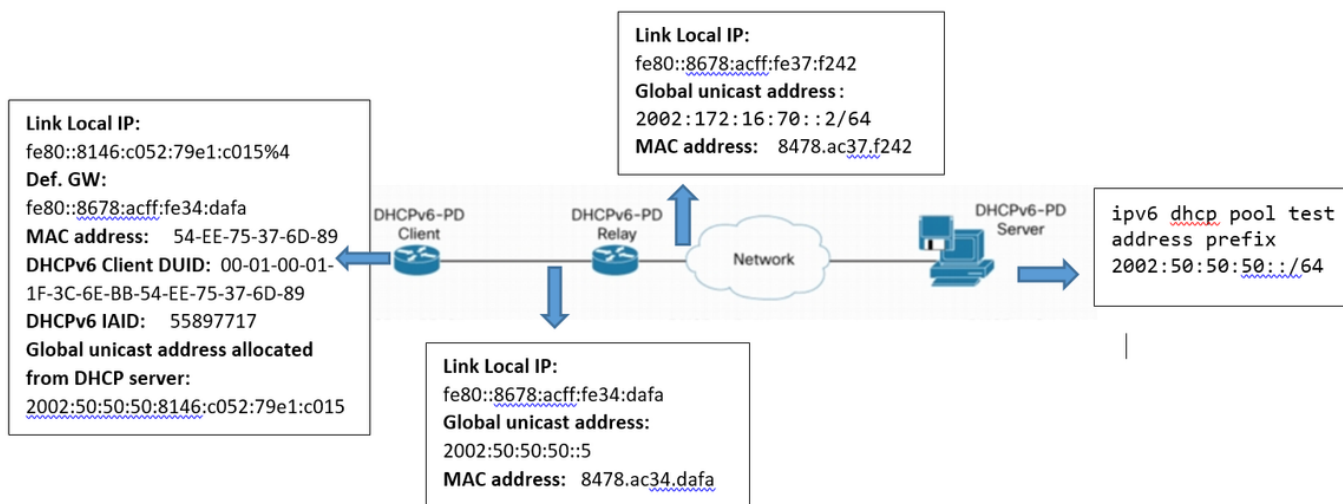 Link Local IP:
fe80::8678:acff:fe37:f242
Global unicast address :
2002:172:16:70::2/64
MAC address: 8478.ac37.f242
Link Local IP:
fe80::8146:c052:79e1:c015%4
Def. GW:
fe80::8678:acff:fe34:dafa
MAC address: 54-EE-75-37-6D-89
DHCPv6 Client DUID: 00-01-00-01-
1F-3C-6E-BB-54-EE-75-37-6D-89
DHCPv6 IAID: 55897717
Global unicast address allocated
from DHCP server:
2002:50:50:50:8146:c052:79e1:c015
DHCPv6-PD
Client
DHCPv6-PD
Relay
Network
DHCPv6-PD
Server
ipv6 dhcp pool test
address prefix
2002:50:50:50::/64
Link Local IP:
fe80::8678:acff:fe34:dafa
Global unicast address:
2002:50:50:50::5
MAC address: 8478.ac34.dafa